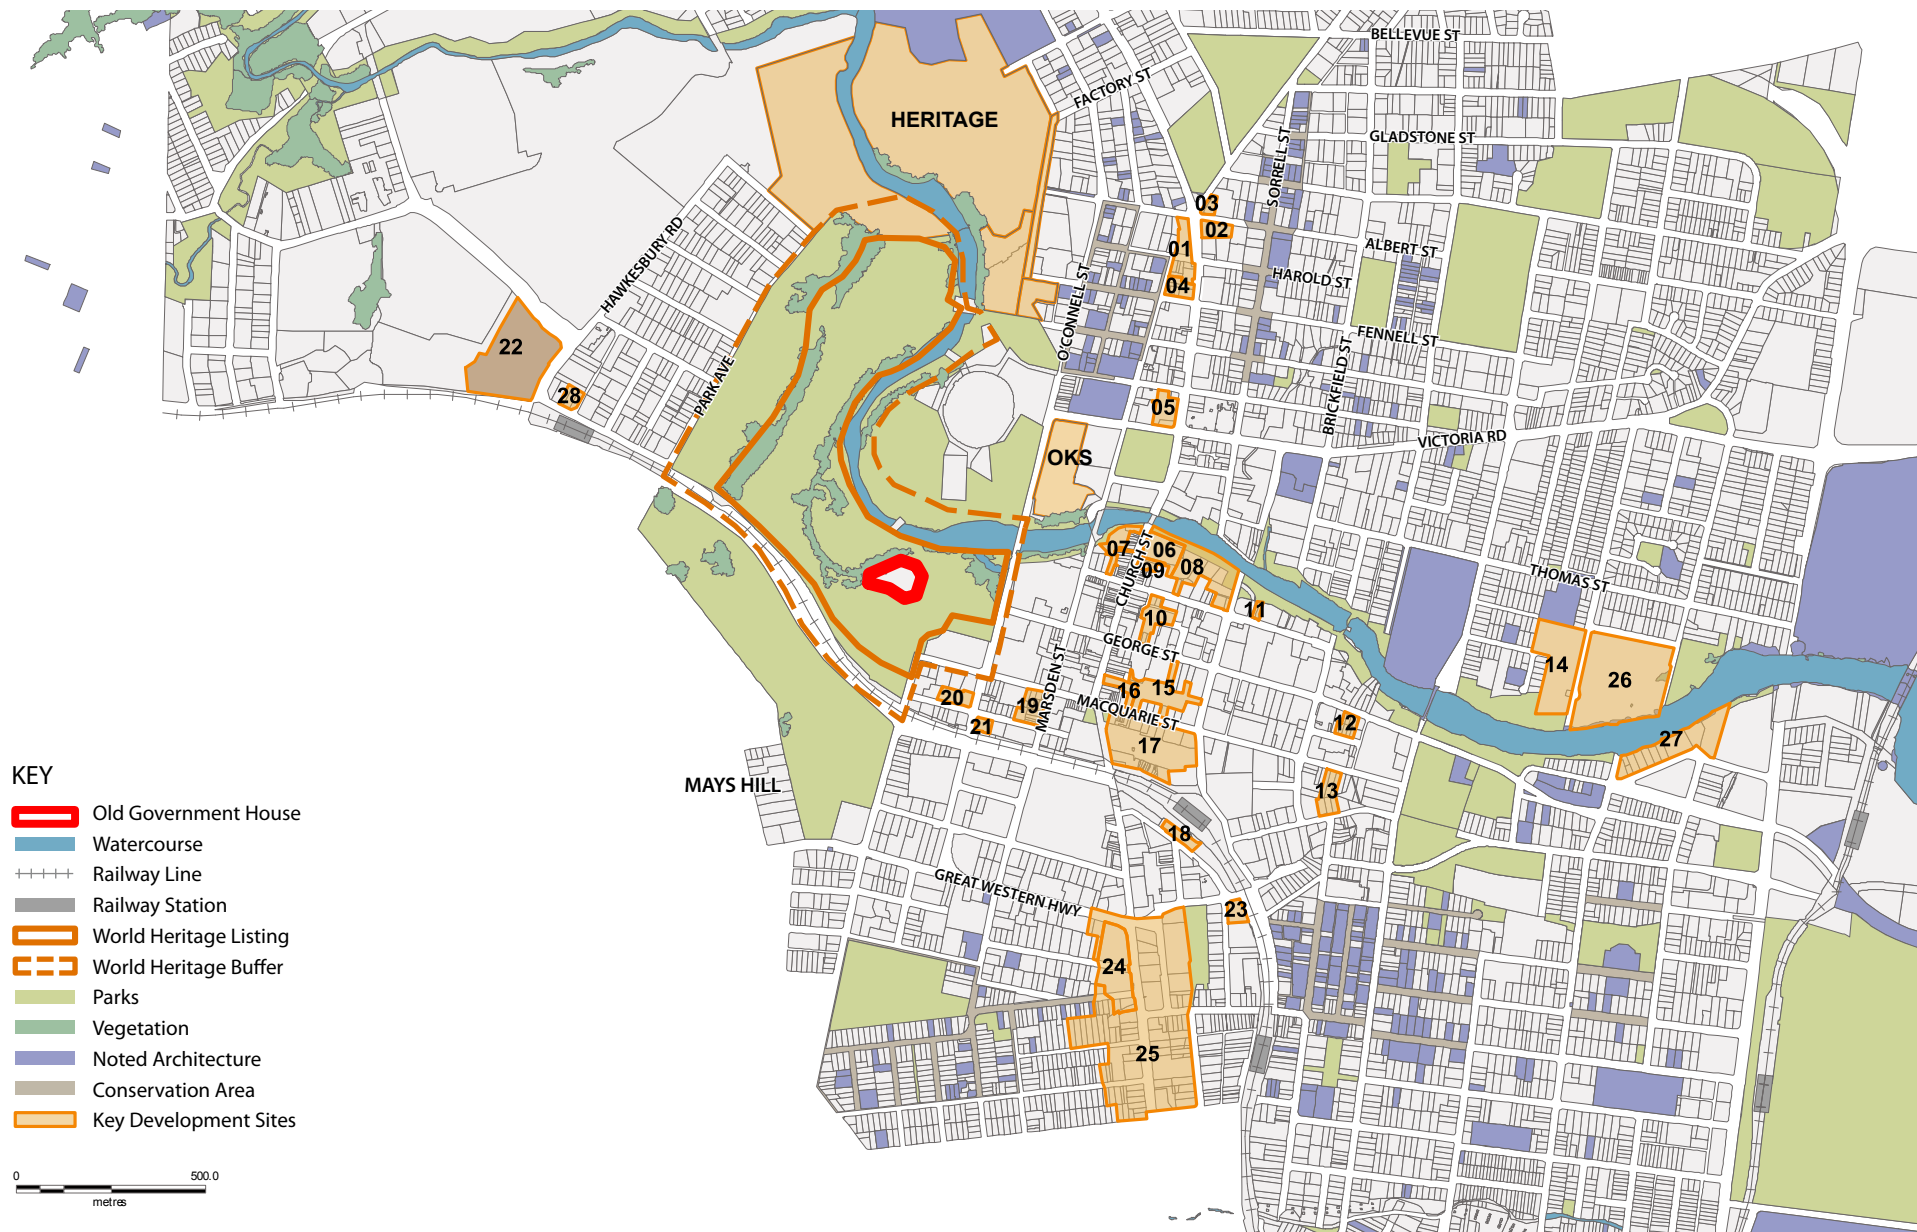 BELLEVUE ST
FACTORY ST
HERITAGE
GLADSTONE ST
SORRELL ST
03
02
01
ALBERT ST
HAWKESBURY RD
HAROLD ST
04
O'CONNELL ST
FENNELL ST
22
BRICKFIELD ST
PARK AVE
28
05
VICTORIA RD
OKS
07
06
CHURCH ST
09
08
THOMAS ST
11
10
GEORGE ST
14
26
MARSDEN ST
16
15
20
19
MACQUARIE ST
21
12
17
27
MAYS HILL
13
18
GREAT WESTERN HWY
23
24
25
KEY
Old Government House
Watercourse
Railway Line
Railway Station
World Heritage Listing
World Heritage Buffer
Parks
Vegetation
Noted Architecture
Conservation Area
Key Development Sites
0 500.0
metres